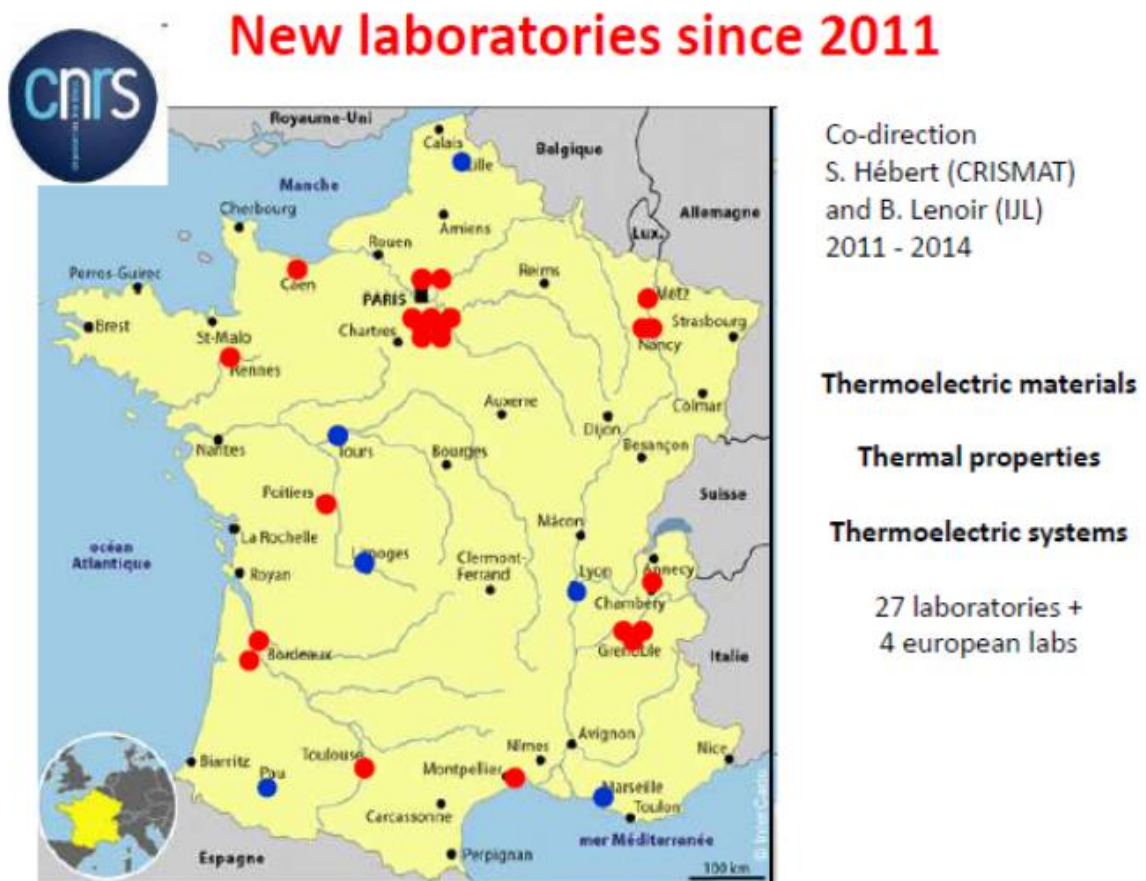 New laboratories since 2011
cnrs
Royaume-Uni
Calais
Belgique
Lille
Manche
Allemagne
Cherbourg
Amiens
Lux.
Rouen
Reims
Metz
Perros-Guirec
Caen
PARIS
Strasbourg
Brest
St-Malo
Chartres
Nancy
Rennes
Colmar
Auxerre
Dijon
Nantes
Tours
Bourges
Besançon
Poitiers
Suisse
La Rochelle
Mâcon
océan
Atlantique
Limoges
Clermont-
Ferrand
Lyon
Annecy
Royan
Chambéry
Bordeaux
Grenoble
Italie
Avignon
Biarritz
Toulouse
Nîmes
Nice
Pau
Montpellier
Marseille
Carcassonne
Toulon
mer Méditerranée
Espagne
Perpignan
100 km
Co-direction
S. Hébert (CRISMAT)
and B. Lenoir (IJL)
2011 - 2014
Thermoelectric materials
Thermal properties
Thermoelectric systems
27 laboratories +
4 european labs